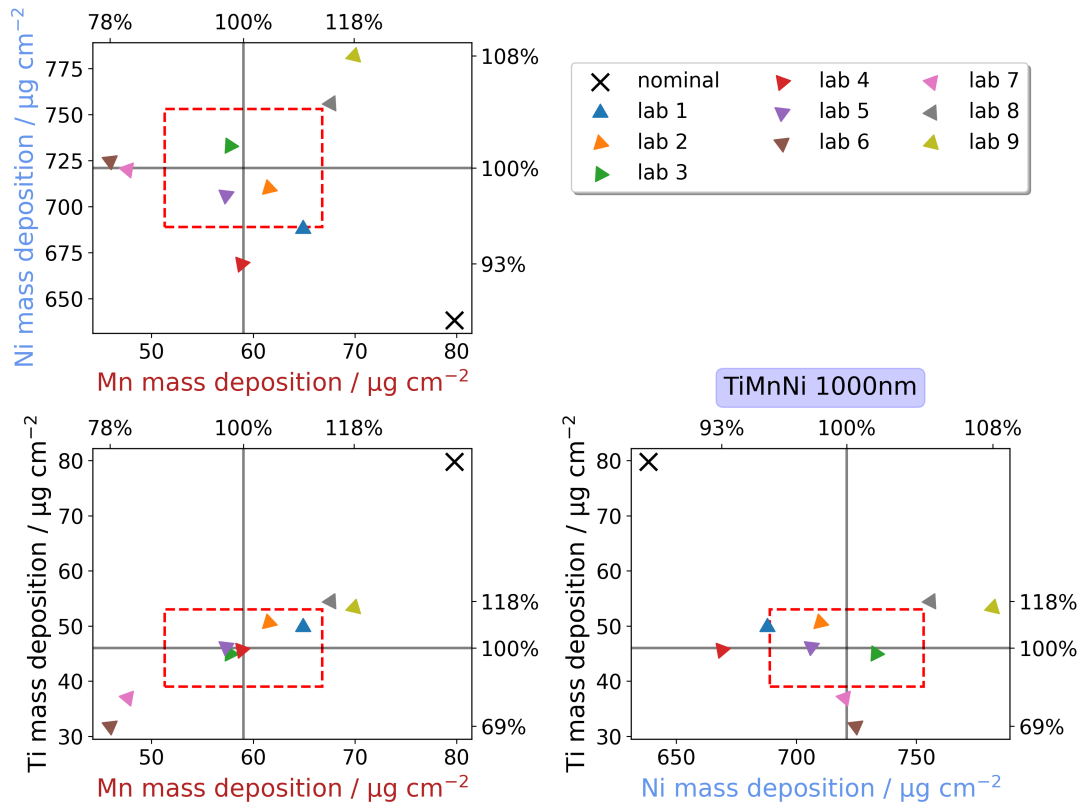 78% 100% 118%
775
750
725
700
675
650
108%
100%
93%
50 60 70 80
Ni mass deposition / µg cm⁻²
Mn mass deposition / µg cm⁻²
nominal
lab 1
lab 2
lab 3
lab 4
lab 5
lab 6
lab 7
lab 8
lab 9
TiMnNi 1000nm
78% 100% 118%
80
70
60
50
40
30
118%
100%
69%
50 60 70 80
Ti mass deposition / µg cm⁻²
Mn mass deposition / µg cm⁻²
93% 100% 108%
80
70
60
50
40
30
118%
100%
69%
650 700 750
Ti mass deposition / µg cm⁻²
Ni mass deposition / µg cm⁻²